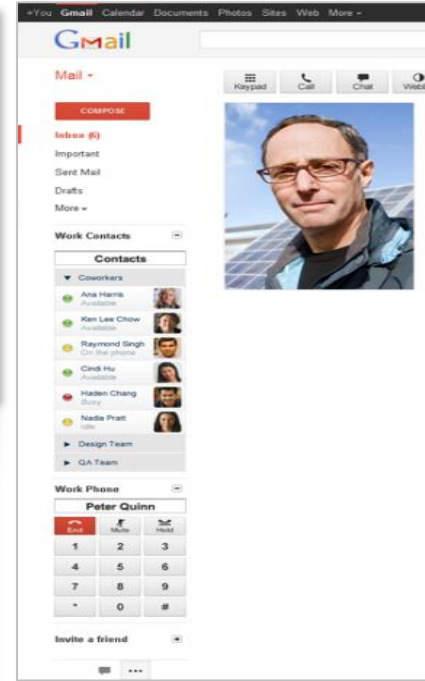 +You Gmail Calendar Documents Photos Sites Web More
Gmail
Mail
Keypad Call Chat
COMPOSE
Inbox (6)
Important
Sent Mail
Drafts
More
Work Contacts
Contacts
Coworkers
Ana Harris
Available
Ken Lee Chow
Available
Raymond Singh
On the phone
Cindi Hu
Available
Haden Chang
Busy
Nadia Pratt
Idle
Design Team
QA Team
Work Phone
Peter Quinn
End Mute Hold
1 2 3
4 5 6
7 8 9
* 0 #
Invite a friend